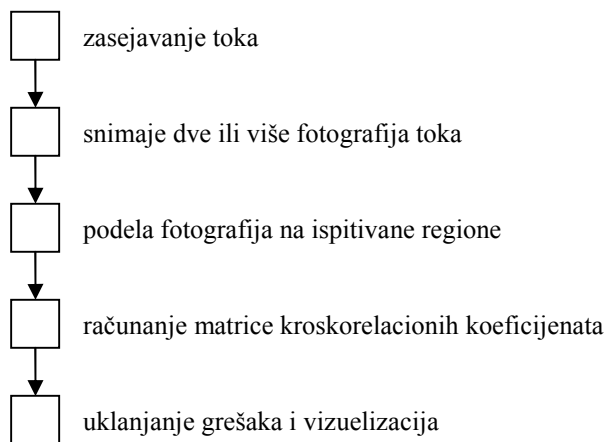 zasejavanje toka
snimaje dve ili više fotografija toka
podela fotografija na ispitivane regione
računanje matrice kroskorelacionih koeficijenata
uklanjanje grešaka i vizuelizacija